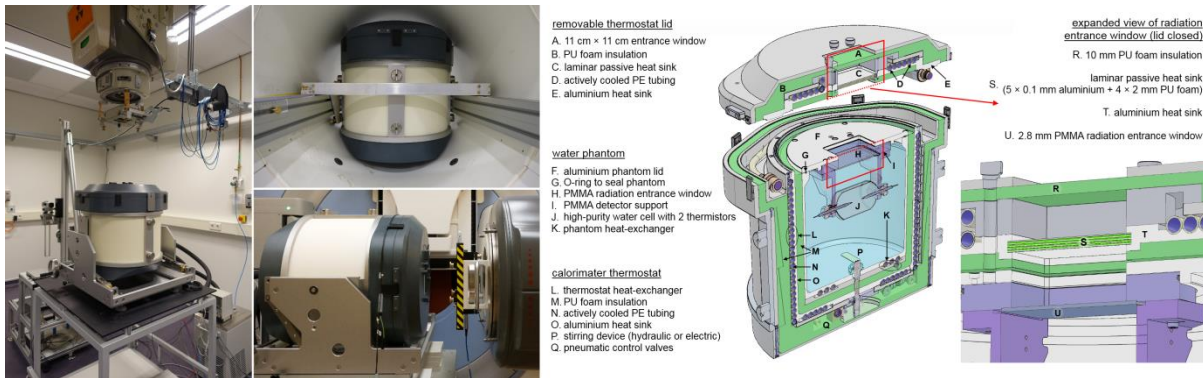 removable thermostat lid
A. 11 cm × 11 cm entrance window
B. PU foam insulation
C. laminar passive heat sink
D. actively cooled PE tubing
E. aluminium heat sink
water phantom
F. aluminium phantom lid
G. O-ring to seal phantom
H PMMA radiation entrance window
I. PMMA detector support
J. high-purity water cell with 2 thermistors
K. phantom heat-exchanger
calorimater thermostat
L. thermostat heat-exchanger
M. PU foam insulation
N. actively cooled PE tubing
O. aluminium heat sink
P. stirring device (hydraulic or electric)
Q. pneumatic control valves
A
B
C
D
E
F
G
H
I
J
K
L
M
N
O
P
Q
expanded view of radiation
entrance window (lid closed)
R. 10 mm PU foam insulation
laminar passive heat sink
S. (5 × 0.1 mm aluminium + 4 × 2 mm PU foam)
T. aluminium heat sink
U. 2.8 mm PMMA radiation entrance window
R
S
T
U